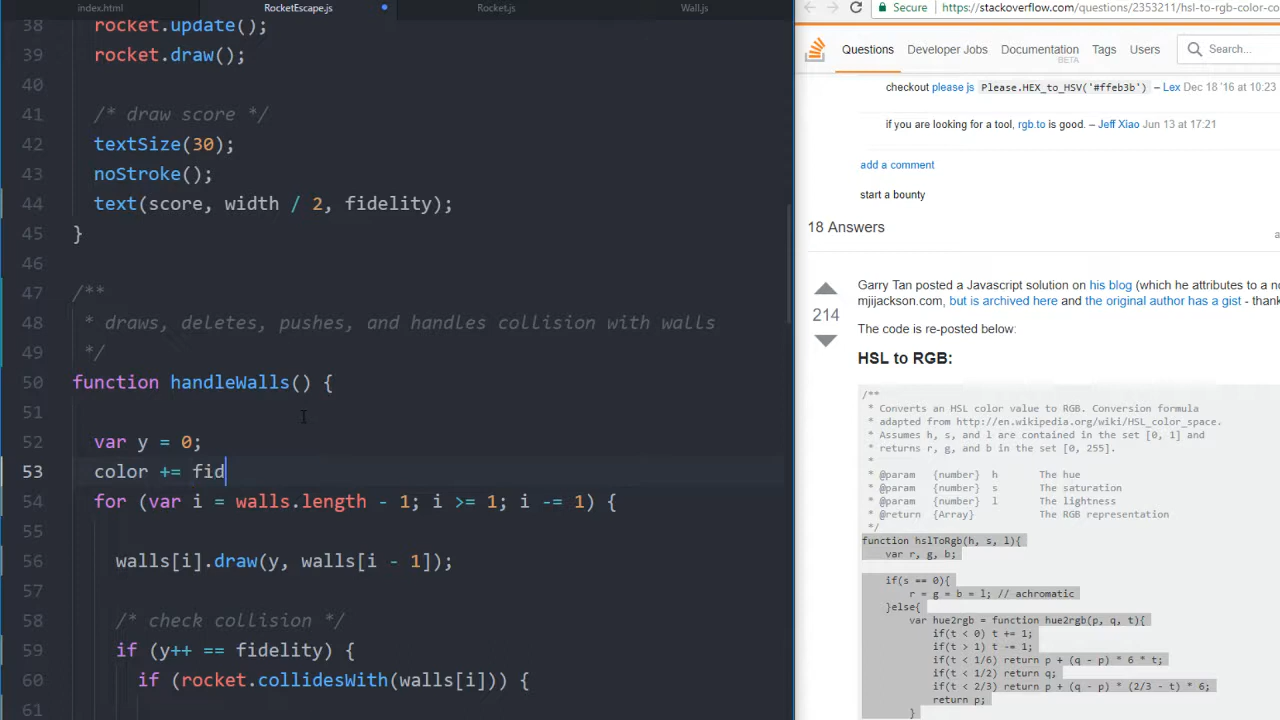 index.html
RocketEscape.js
Rocket.js
Wall.js
38 rocket.update();
39 rocket.draw();
40
41 /* draw score */
42 textSize(30);
43 noStroke();
44 text(score, width / 2, fidelity);
45 }
46
47 /**
48 * draws, deletes, pushes, and handles collision with walls
49 */
50 function handleWalls() {
51
52 var y = 0;
53 color += fid
54 for (var i = walls.length - 1; i >= 1; i -= 1) {
55
56 walls[i].draw(y, walls[i - 1]);
57
58 /* check collision */
59 if (y++ == fidelity) {
60 if (rocket.collidesWith(walls[i])) {
61
Secure https://stackoverflow.com/questions/2353211/hsl-to-rgb-color-co
Questions Developer Jobs Documentation Tags Users Search...
BETA
checkout please js Please.HEX_to_HSV('#ffeb3b') – Lex Dec 18 '16 at 10:23
if you are looking for a tool, rgb.to is good. – Jeff Xiao Jun 13 at 17:21
add a comment
start a bounty
18 Answers
a
Garry Tan posted a Javascript solution on his blog (which he attributes to a n
214
mjijackson.com, but is archived here and the original author has a gist - thank
The code is re-posted below:
HSL to RGB:
/**
* Converts an HSL color value to RGB. Conversion formula
* adapted from http://en.wikipedia.org/wiki/HSL_color_space.
* Assumes h, s, and l are contained in the set [0, 1] and
* returns r, g, and b in the set [0, 255].
*
* @param {number} h The hue
* @param {number} s The saturation
* @param {number} l The lightness
* @return {Array} The RGB representation
*/
function hslToRgb(h, s, l){
var r, g, b;
if(s == 0){
r = g = b = l; // achromatic
}else{
var hue2rgb = function hue2rgb(p, q, t){
if(t < 0) t += 1;
if(t > 1) t -= 1;
if(t < 1/6) return p + (q - p) * 6 * t;
if(t < 1/2) return q;
if(t < 2/3) return p + (q - p) * (2/3 - t) * 6;
return p;
}